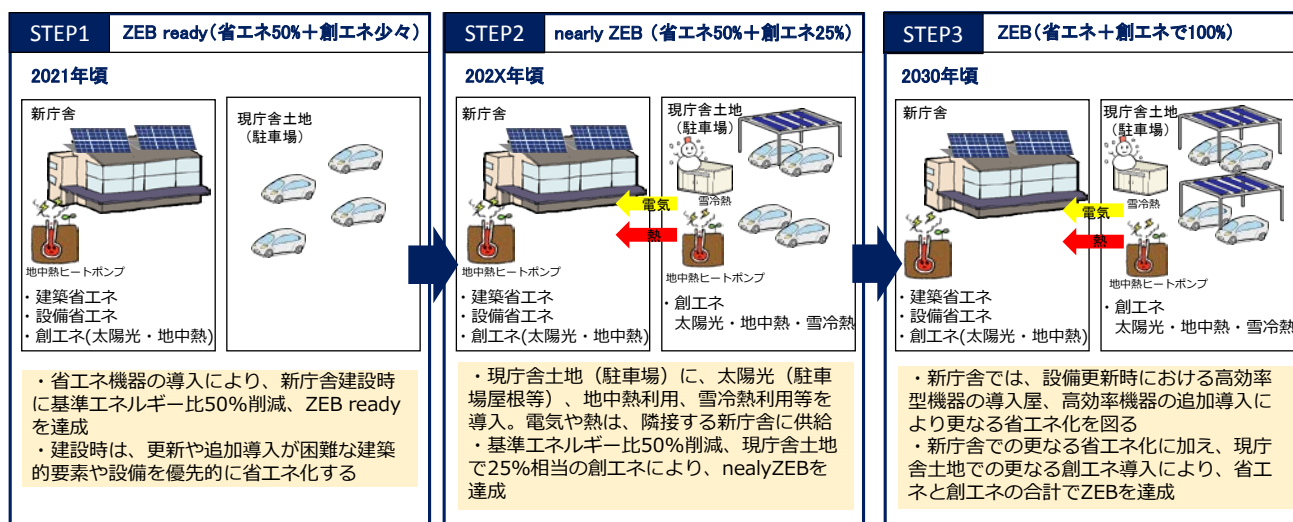 STEP1 ZEB ready(省エネ50%+創エネ少々)
2021年頃
新庁舎
現庁舎土地
(駐車場)
地中熱ヒートポンプ
・建築省エネ
・設備省エネ
・創エネ(太陽光・地中熱)
・省エネ機器の導入により、新庁舎建設時
に基準エネルギー比50%削減、ZEB ready
を達成
・建設時は、更新や追加導入が困難な建築
的要素や設備を優先的に省エネ化する
STEP2 nearly ZEB (省エネ50%+創エネ25%)
202X年頃
新庁舎
現庁舎土地
(駐車場)
雪冷熱
電気
熱
地中熱ヒートポンプ
地中熱ヒートポンプ
・建築省エネ
・設備省エネ
・創エネ(太陽光・地中熱)
・創エネ
太陽光・地中熱・雪冷熱
・現庁舎土地（駐車場）に、太陽光（駐車
場屋根等）、地中熱利用、雪冷熱利用等を
導入。電気や熱は、隣接する新庁舎に供給
・基準エネルギー比50%削減、現庁舎土地
で25%相当の創エネにより、nealyZEBを
達成
STEP3 ZEB(省エネ+創エネで100%)
2030年頃
新庁舎
現庁舎土地
(駐車場)
雪冷熱
電気
熱
地中熱ヒートポンプ
・建築省エネ
・設備省エネ
・創エネ(太陽光・地中熱)
・創エネ
太陽光・地中熱・雪冷熱
・新庁舎では、設備更新時における高効率
型機器の導入屋、高効率機器の追加導入に
より更なる省エネ化を図る
・新庁舎での更なる省エネ化に加え、現庁
舎土地での更なる創エネ導入により、省エ
ネと創エネの合計でZEBを達成